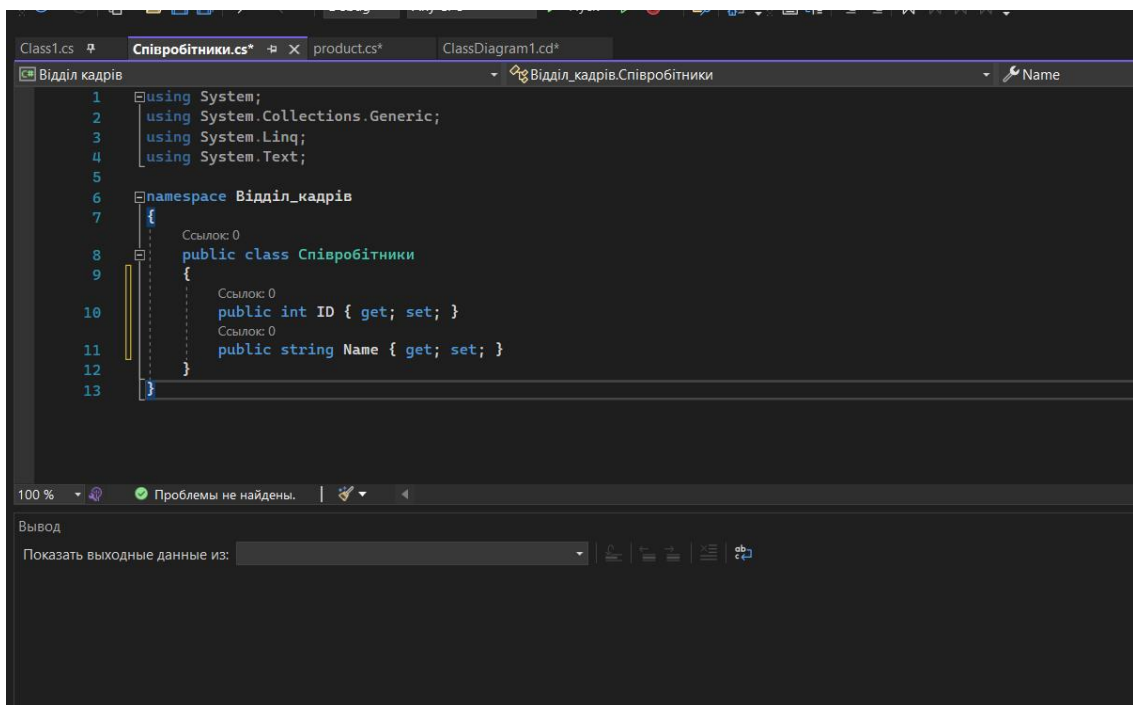 Class1.cs Співробітники.cs* product.cs* ClassDiagram1.cd*
C# Відділ кадрів Відділ_кадрів.Співробітники Name
1 using System;
2 using System.Collections.Generic;
3 using System.Linq;
4 using System.Text;
5
6 namespace Відділ_кадрів
7 {
Ссылок: 0
8 public class Співробітники
9 {
Ссылок: 0
10 public int ID { get; set; }
Ссылок: 0
11 public string Name { get; set; }
12 }
13 }
100 % Проблемы не найдены.
Вывод
Показать выходные данные из: